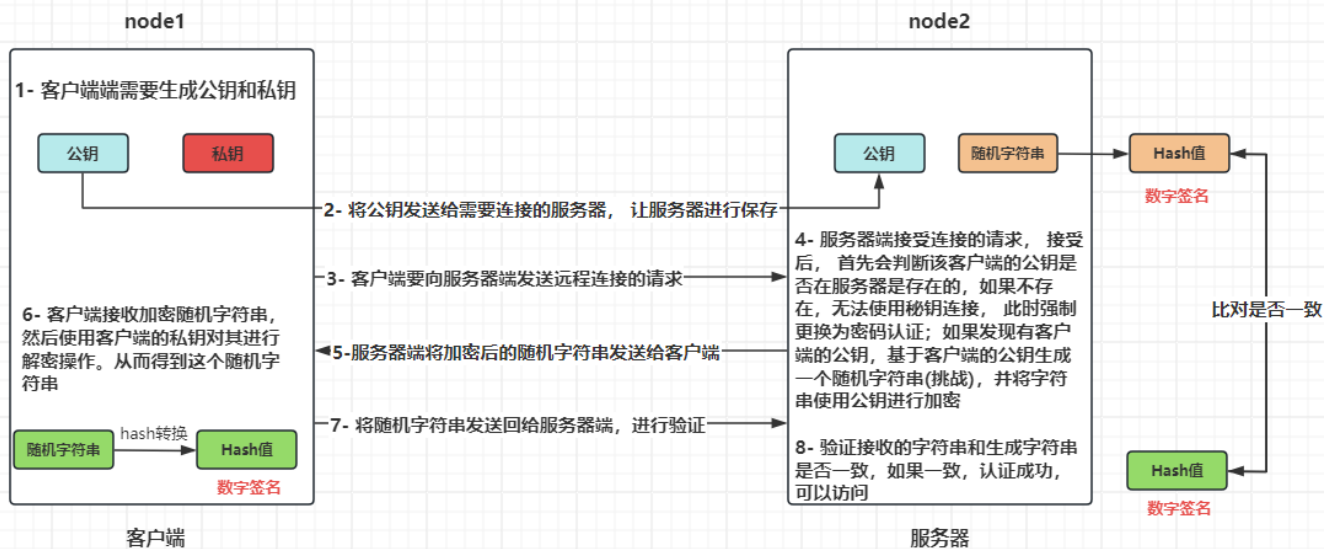 node1
node2
1- 客户端端需要生成公钥和私钥
公钥
私钥
公钥
随机字符串
Hash值
数字签名
2- 将公钥发送给需要连接的服务器， 让服务器进行保存
3- 客户端要向服务器端发送远程连接的请求
4- 服务器端接受连接的请求， 接受
后， 首先会判断该客户端的公钥是
否在服务器是存在的，如果不存
在，无法使用秘钥连接， 此时强制
更换为密码认证；如果发现有客户
端的公钥，基于客户端的公钥生成
一个随机字符串(挑战)，并将字符
串使用公钥进行加密
比对是否一致
5-服务器端将加密后的随机字符串发送给客户端
6- 客户端接收加密随机字符串，
然后使用客户端的私钥对其进行
解密操作。从而得到这个随机字
符串
7- 将随机字符串发送回给服务器端，进行验证
随机字符串
hash转换
Hash值
数字签名
8- 验证接收的字符串和生成字符串
是否一致，如果一致，认证成功，
可以访问
Hash值
数字签名
客户端
服务器